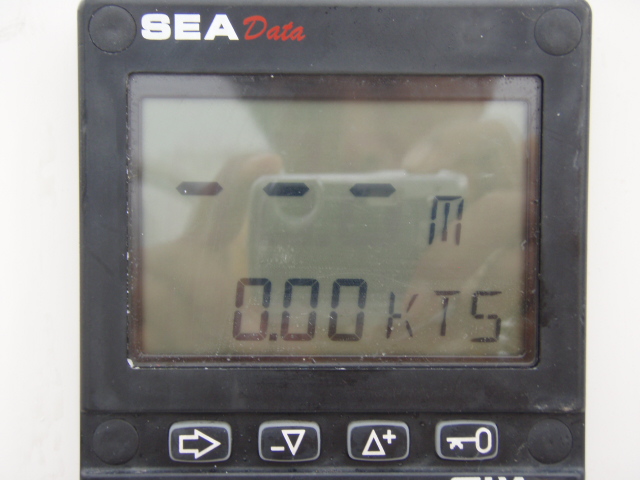 SEA Data
- - - M
0.00 KTS
- +